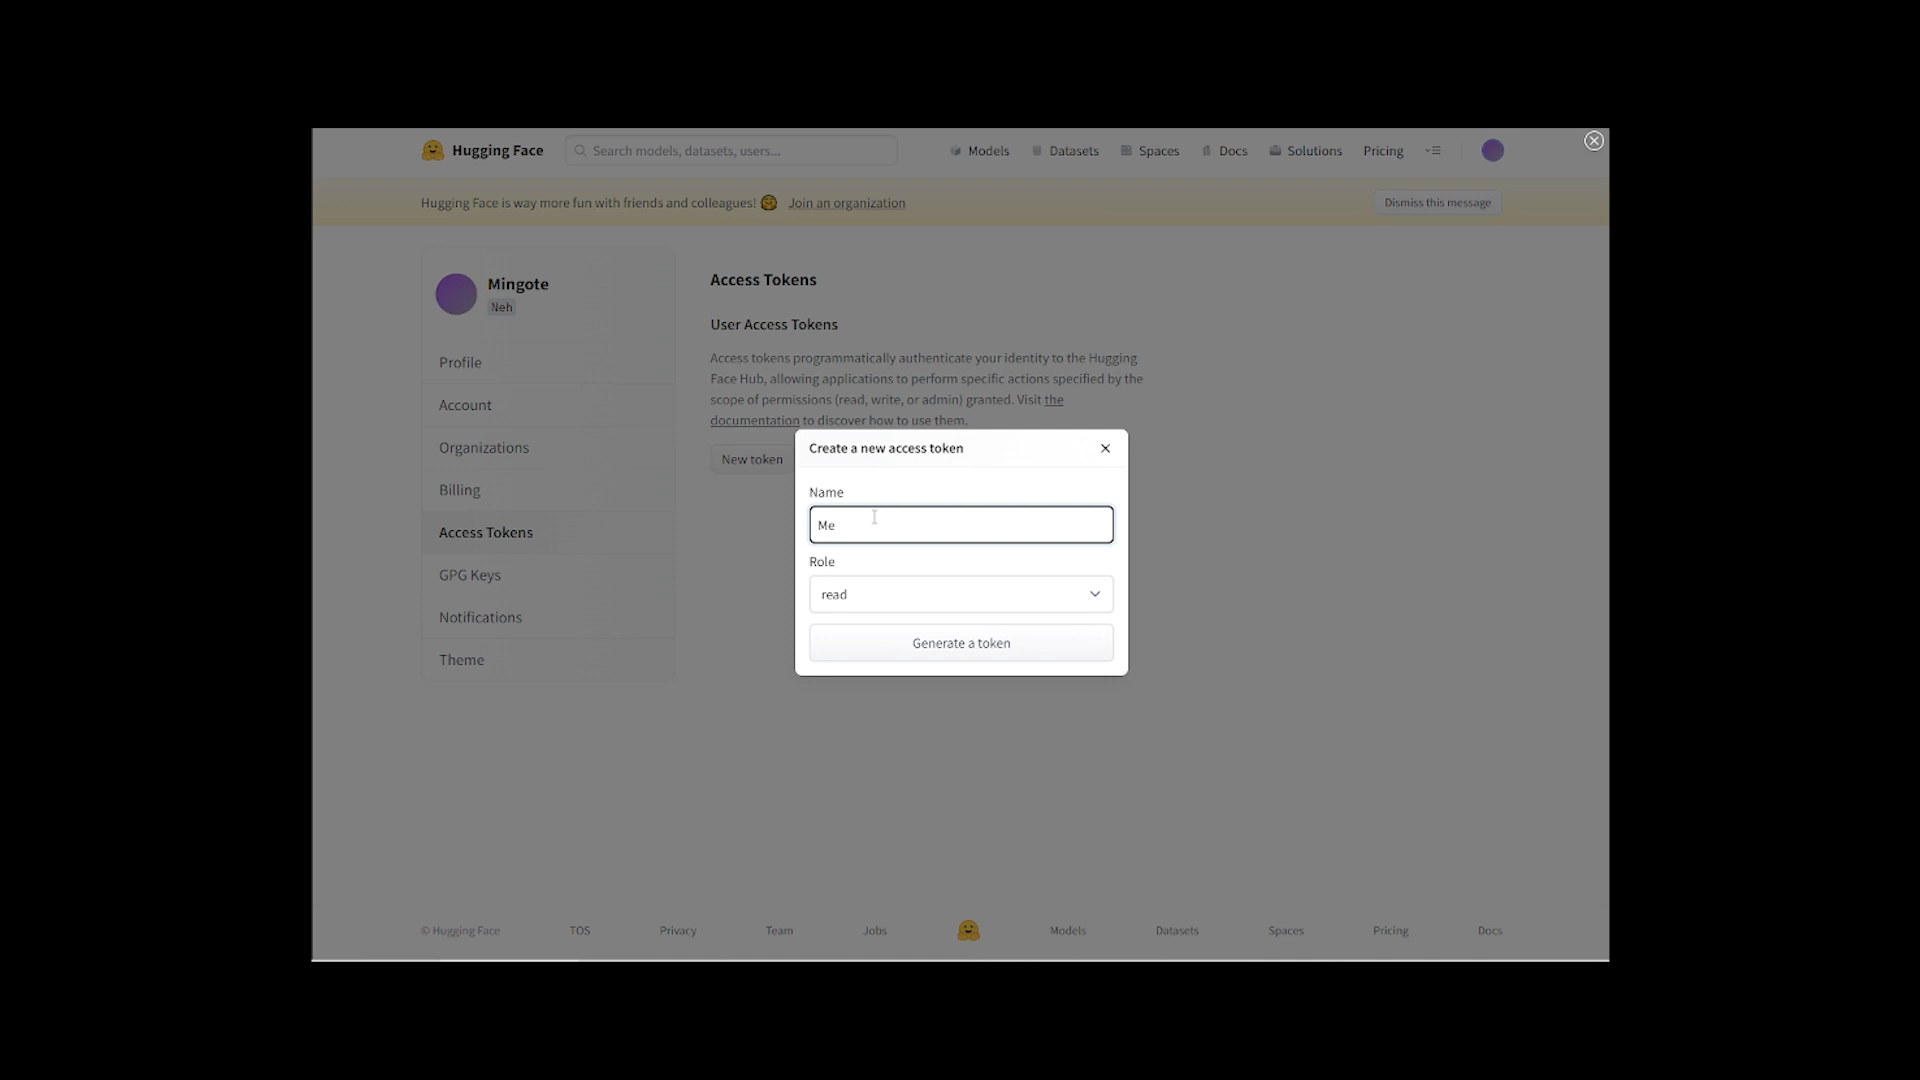 Hugging Face
Search models, datasets, users...
Models
Datasets
Spaces
Docs
Solutions
Pricing
Hugging Face is way more fun with friends and colleagues! Join an organization
Dismiss this message
Mingote
Neh
Profile
Account
Organizations
Billing
Access Tokens
GPG Keys
Notifications
Theme
Access Tokens
User Access Tokens
Access tokens programmatically authenticate your identity to the Hugging
Face Hub, allowing applications to perform specific actions specified by the
scope of permissions (read, write, or admin) granted. Visit the
documentation to discover how to use them.
New token
Create a new access token
Name
Me
Role
read
Generate a token
© Hugging Face
TOS
Privacy
Team
Jobs
Models
Datasets
Spaces
Pricing
Docs